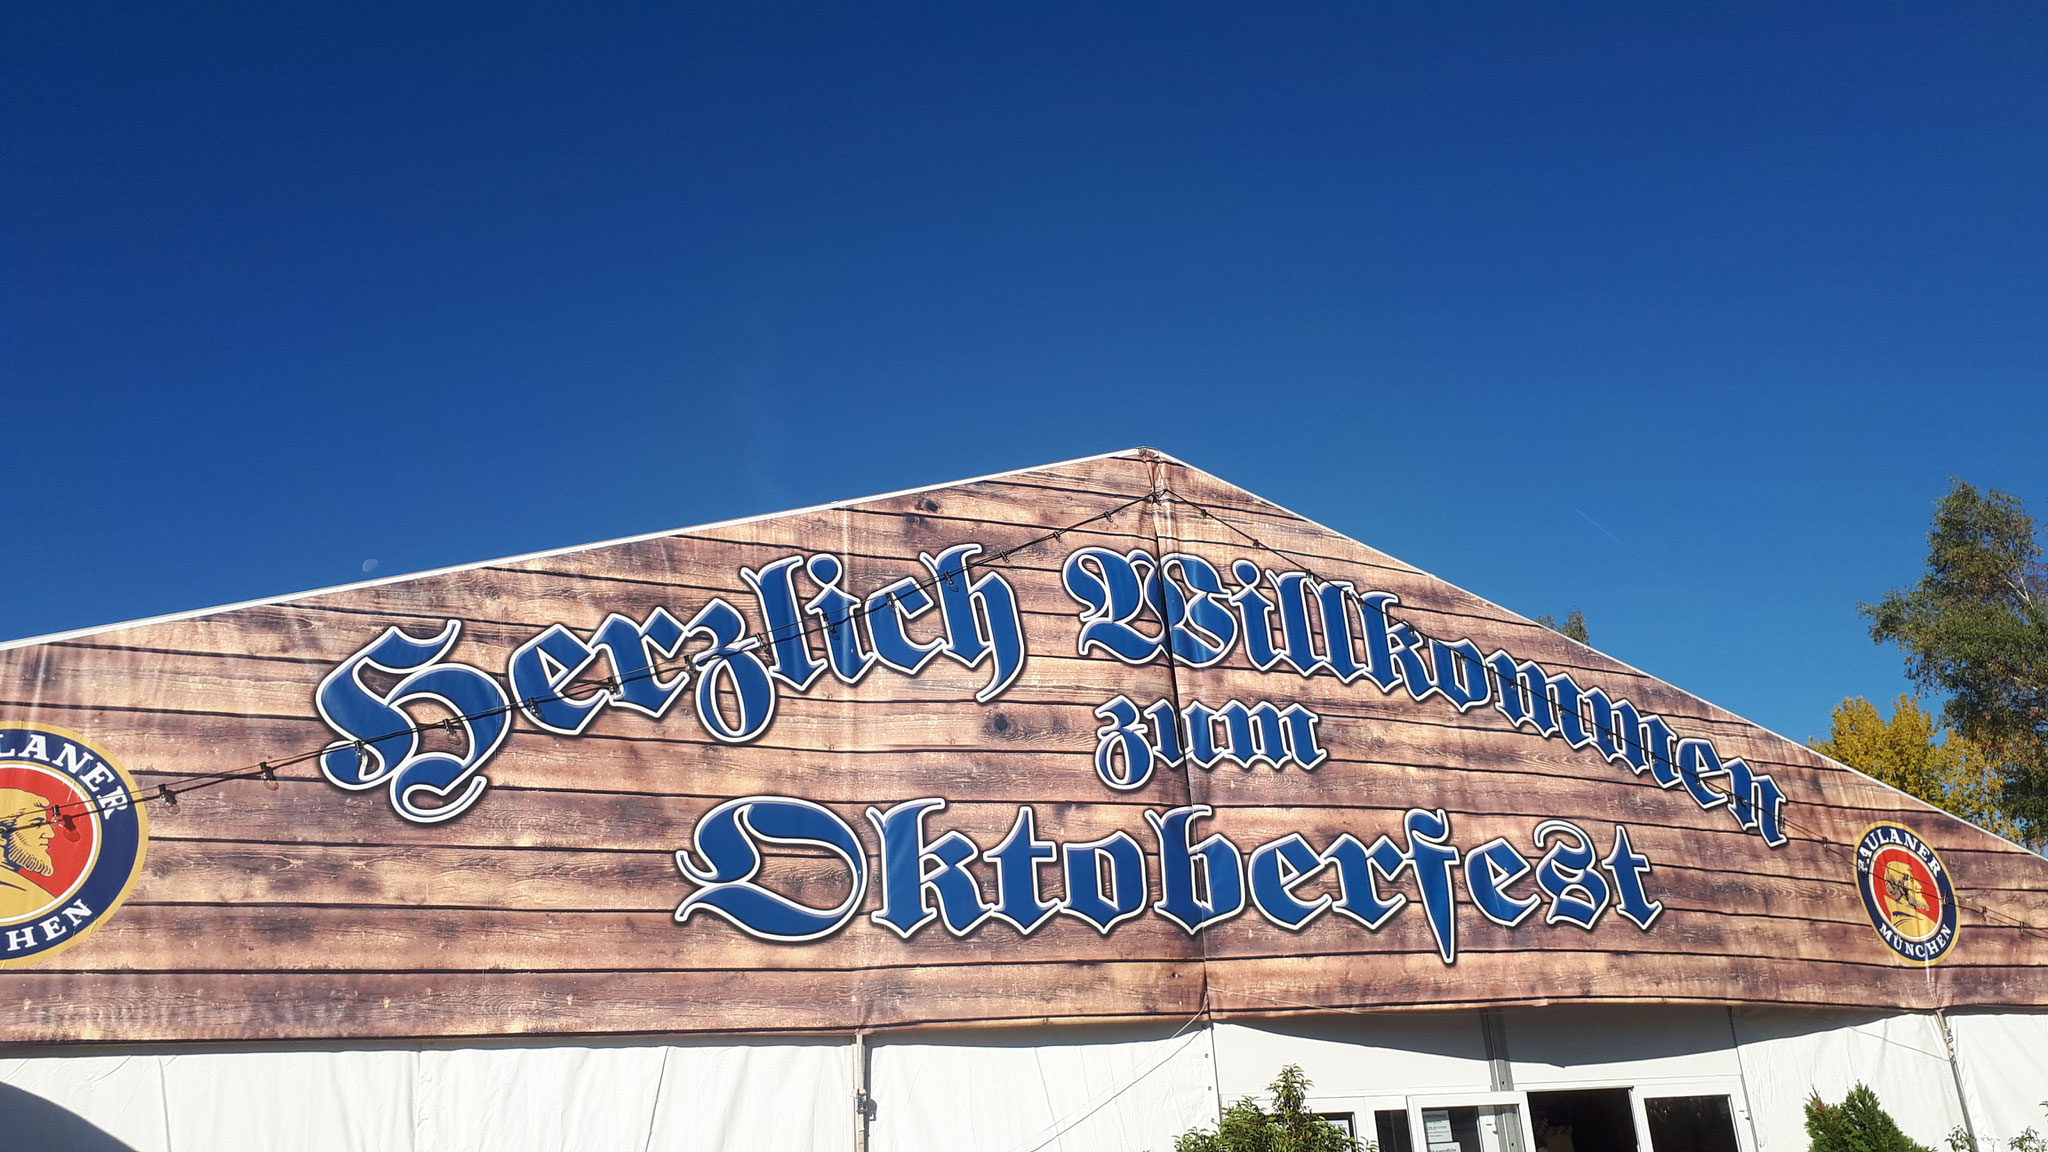 Herzlich Willkommen
zum
Oktoberfest
PAULANER
MÜNCHEN